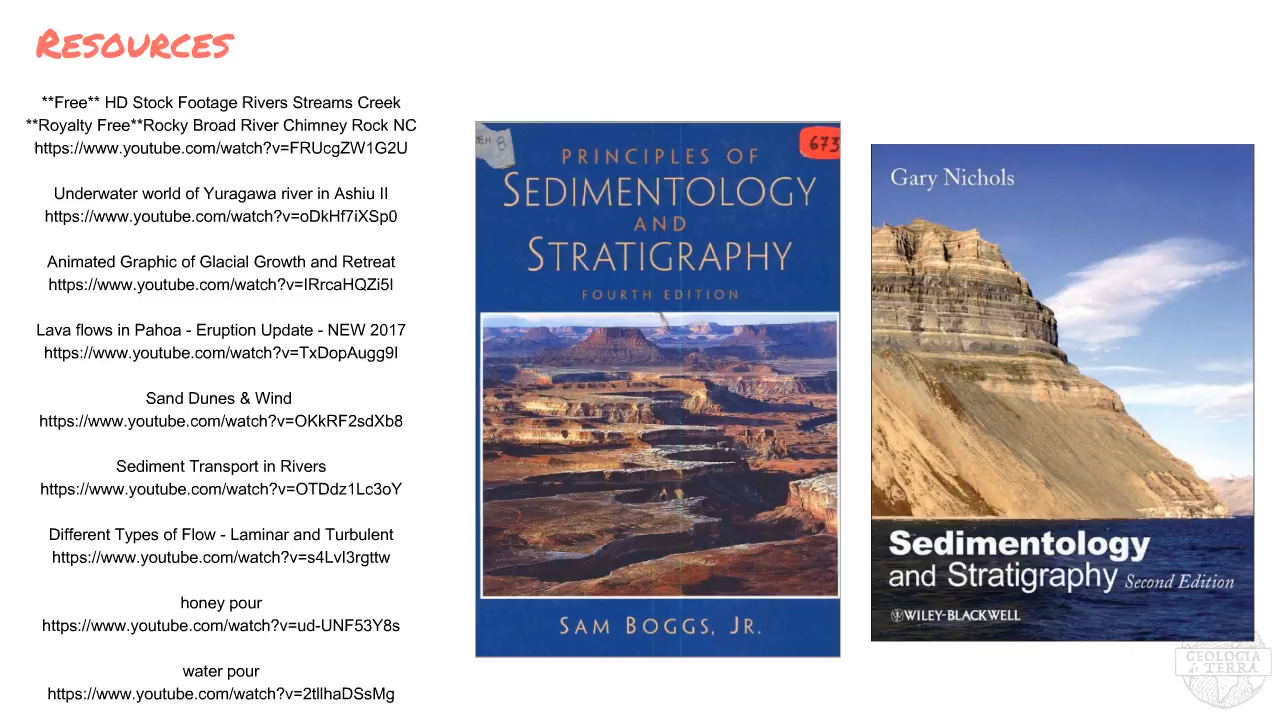 RESOURCES
**Free** HD Stock Footage Rivers Streams Creek
**Royalty Free**Rocky Broad River Chimney Rock NC
https://www.youtube.com/watch?v=FRUcgZW1G2U
Underwater world of Yuragawa river in Ashiu II
https://www.youtube.com/watch?v=oDkHf7iXSp0
Animated Graphic of Glacial Growth and Retreat
https://www.youtube.com/watch?v=IRrcaHQZi5I
Lava flows in Pahoa - Eruption Update - NEW 2017
https://www.youtube.com/watch?v=TxDopAugg9I
Sand Dunes & Wind
https://www.youtube.com/watch?v=OKkRF2sdXb8
Sediment Transport in Rivers
https://www.youtube.com/watch?v=OTDdz1Lc3oY
Different Types of Flow - Laminar and Turbulent
https://www.youtube.com/watch?v=s4LvI3rgttw
honey pour
https://www.youtube.com/watch?v=ud-UNF53Y8s
water pour
https://www.youtube.com/watch?v=2tllhaDSsMg
673
PRINCIPLES OF
SEDIMENTOLOGY
AND
STRATIGRAPHY
FOURTH EDITION
SAM BOGGS, JR.
Gary Nichols
Sedimentology
and Stratigraphy Second Edition
WILEY-BLACKWELL
GEOLOGIA
da TERRA